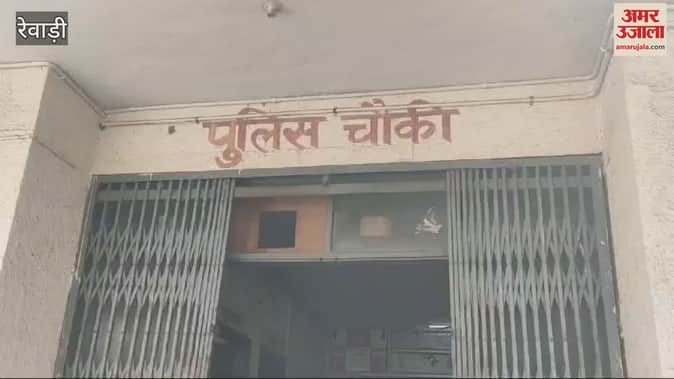 रेवाड़ी
अमर
उजाला
amarujala.com
पुलिस चौकी